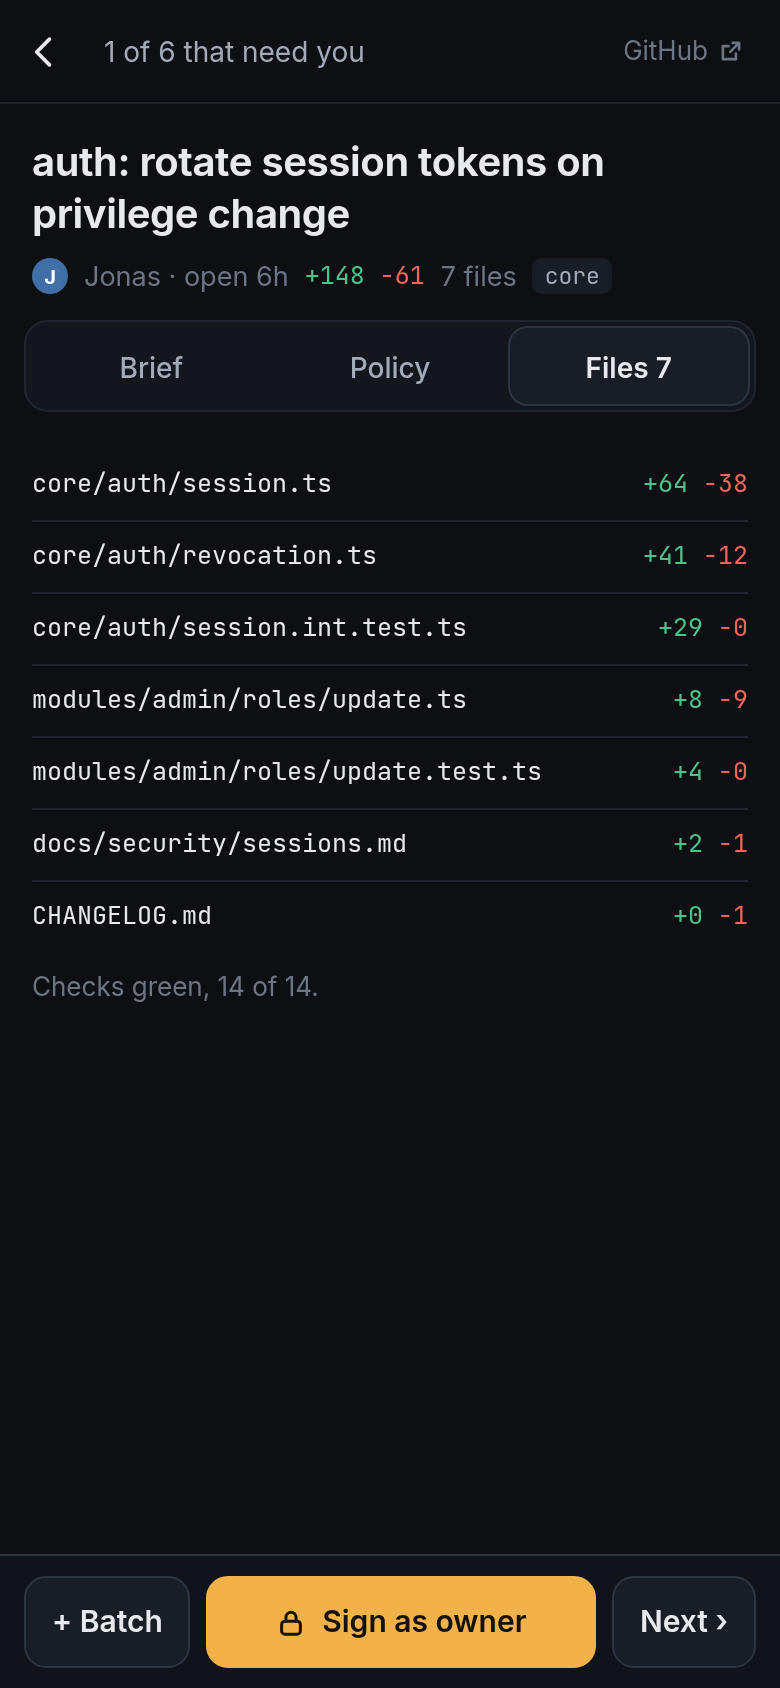 1 of 6 that need you
GitHub
auth: rotate session tokens on
privilege change
J Jonas · open 6h +148 -61 7 files core
Brief Policy Files 7
core/auth/session.ts +64 -38
core/auth/revocation.ts +41 -12
core/auth/session.int.test.ts +29 -0
modules/admin/roles/update.ts +8 -9
modules/admin/roles/update.test.ts +4 -0
docs/security/sessions.md +2 -1
CHANGELOG.md +0 -1
Checks green, 14 of 14.
+ Batch Sign as owner Next ›